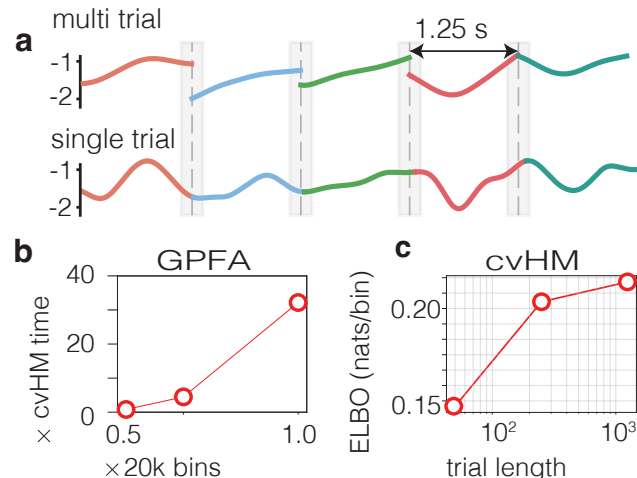 multi trial
a
1.25 s
-1
-2
single trial
-1
-2
b
GPFA
× cvHM time
40
20
0
0.5
1.0
× 20k bins
c
cvHM
ELBO (nats/bin)
0.20
0.15
10²
10³
trial length